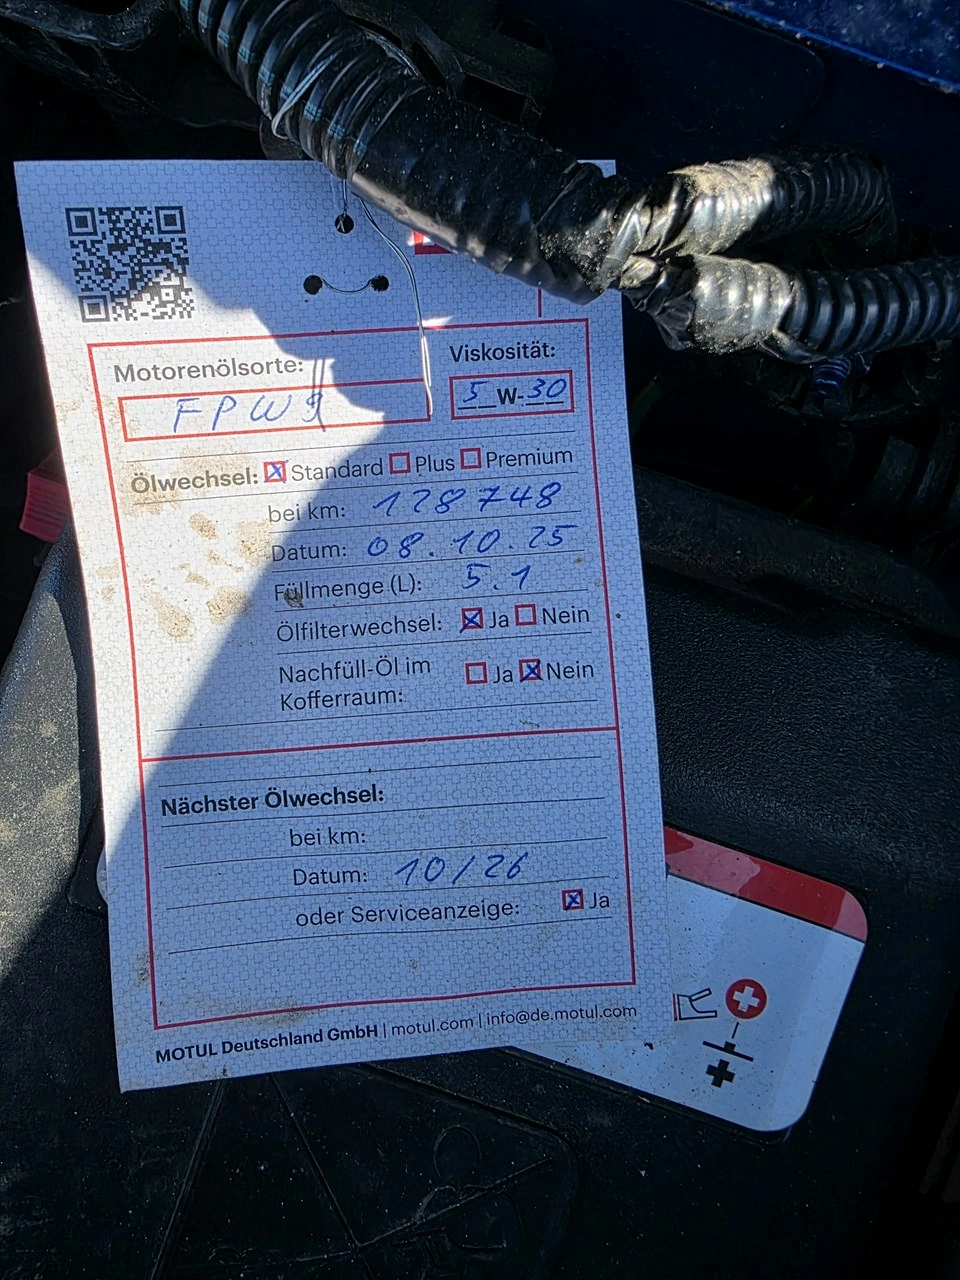 Motorenölsorte:
Viskosität:
FPW9
5 W-30
Ölwechsel: Standard Plus Premium
bei km: 128748
Datum: 08.10.25
Füllmenge (L): 5.1
Ölfilterwechsel: Ja Nein
Nachfüll-Öl im
Kofferraum: Ja Nein
Nächster Ölwechsel:
bei km:
Datum: 10/26
oder Serviceanzeige: Ja
MOTUL Deutschland GmbH | motul.com | info@de.motul.com